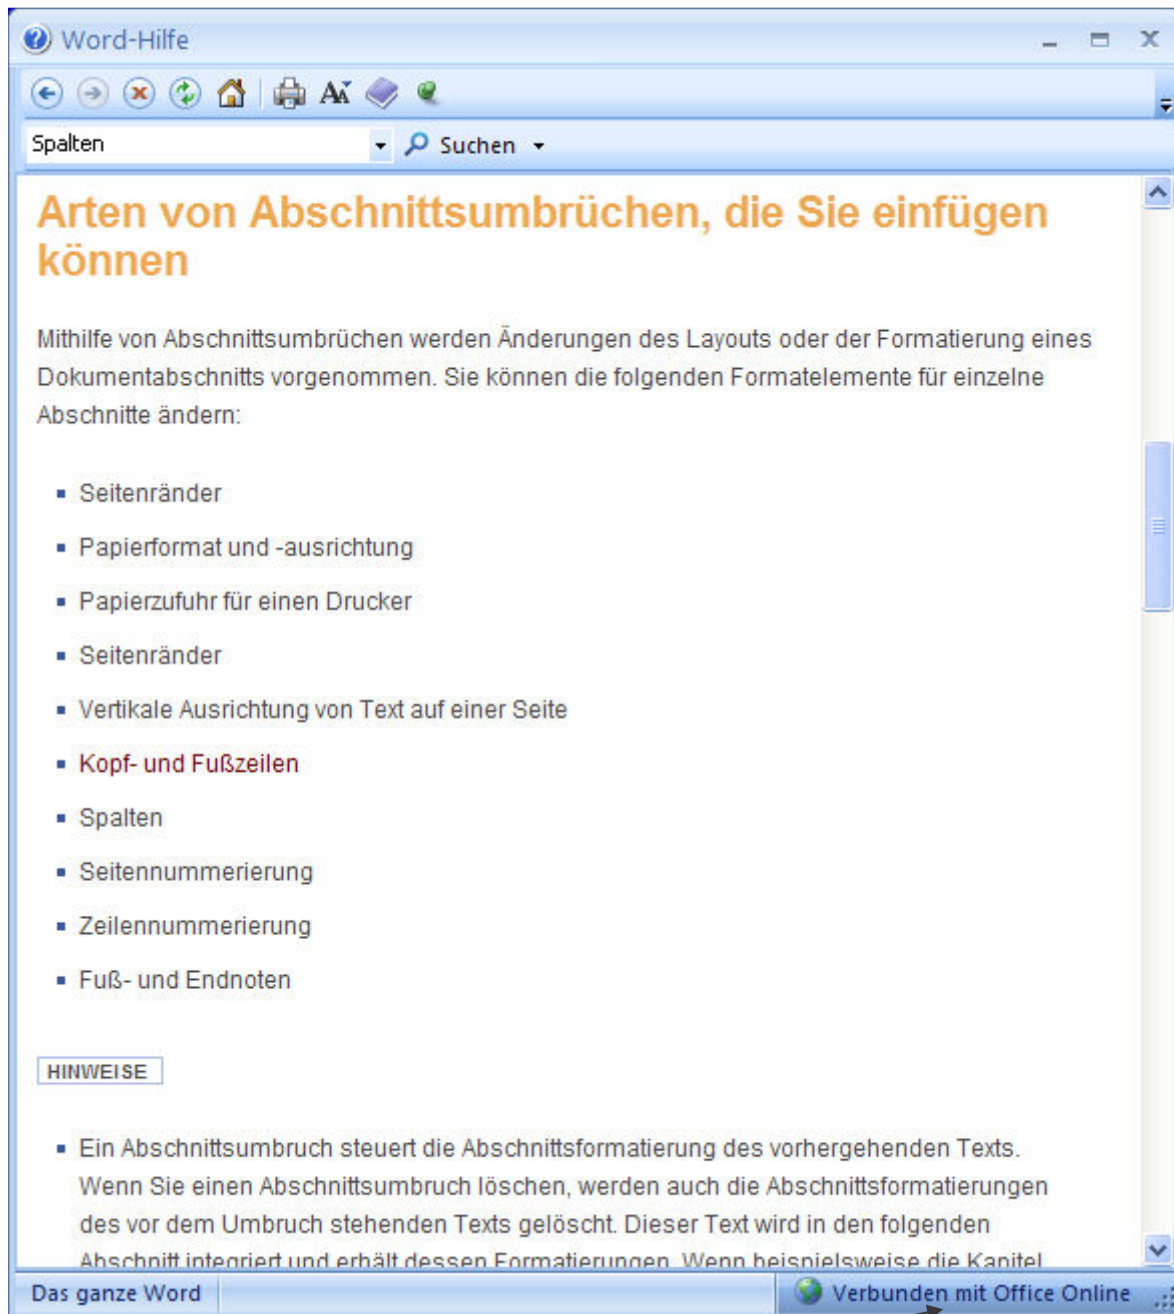 Word-Hilfe
Spalten
Suchen
Arten von Abschnittsumbrüchen, die Sie einfügen
können
Mithilfe von Abschnittsumbrüchen werden Änderungen des Layouts oder der Formatierung eines
Dokumentabschnitts vorgenommen. Sie können die folgenden Formatelemente für einzelne
Abschnitte ändern:
Seitenränder
Papierformat und -ausrichtung
Papierzufuhr für einen Drucker
Seitenränder
Vertikale Ausrichtung von Text auf einer Seite
Kopf- und Fußzeilen
Spalten
Seitennummerierung
Zeilennummerierung
Fuß- und Endnoten
HINWEISE
Ein Abschnittsumbruch steuert die Abschnittsformatierung des vorhergehenden Texts.
Wenn Sie einen Abschnittsumbruch löschen, werden auch die Abschnittsformatierungen
des vor dem Umbruch stehenden Texts gelöscht. Dieser Text wird in den folgenden
Abschnitt integriert und erhält dessen Formatierungen. Wenn beispielsweise die Kapitel
Das ganze Word
Verbunden mit Office Online